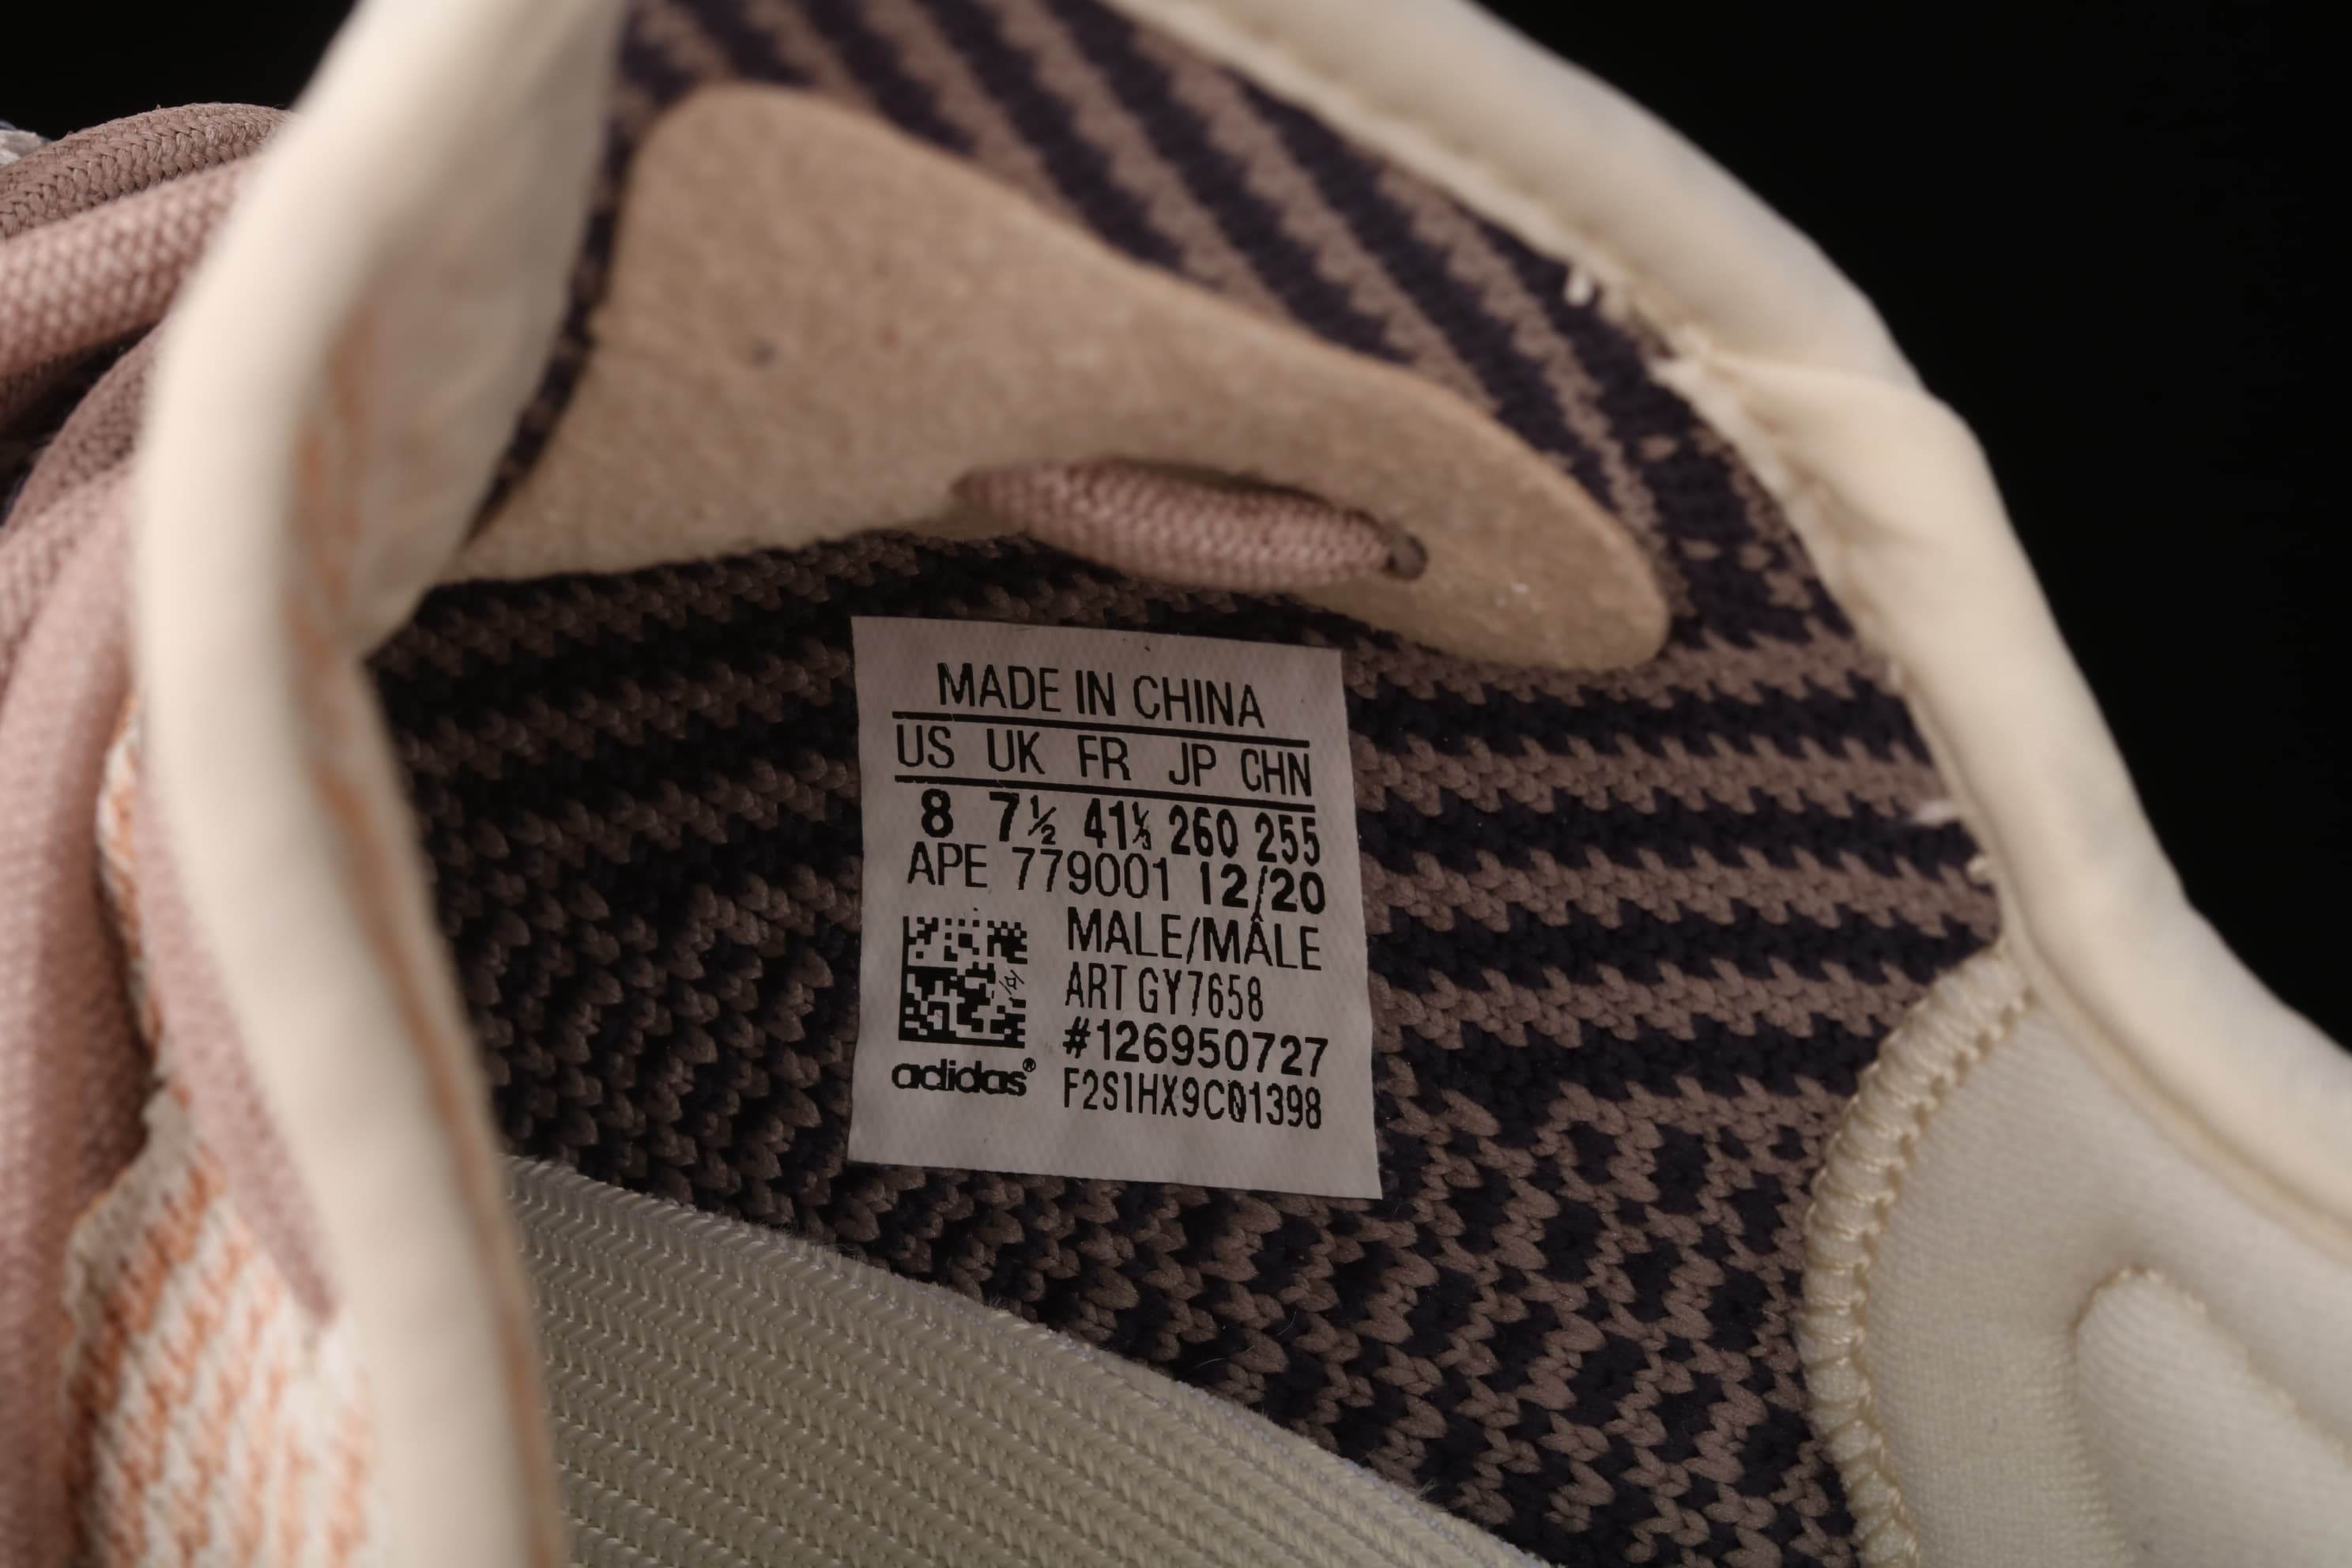 MADE IN CHINA
US UK FR JP CHN
8 7½ 41⅓ 260 255
APE 779001 12/20
MALE/MÂLE
ART GY7658
#126950727
adidas® F2S1HX9C01398